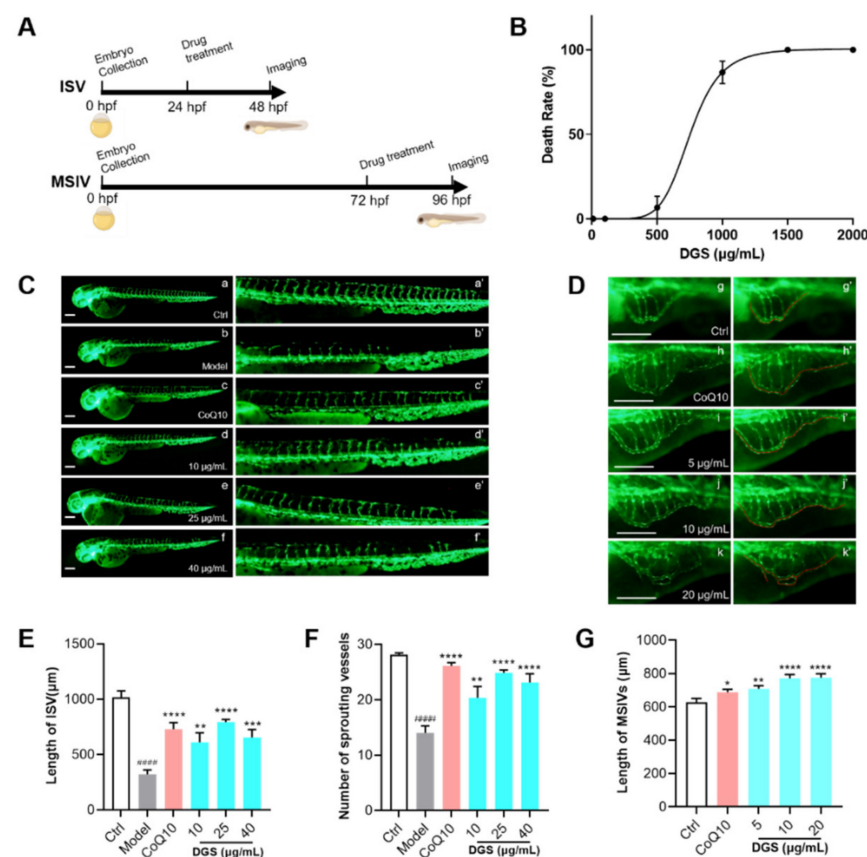 A
Embryo
Collection
Drug
treatment
Imaging
ISV
0 hpf
24 hpf
48 hpf
Embryo
Collection
Drug treatment
Imaging
MSIV
0 hpf
72 hpf
96 hpf
B
Death Rate (%)
100
50
0
0
500
1000
1500
2000
DGS (µg/mL)
C
a
Ctrl
a'
b
Model
b'
c
CoQ10
c'
d
10 µg/mL
d'
e
25 µg/mL
e'
f
40 µg/mL
f'
D
g
Ctrl
g'
h
CoQ10
h'
i
5 µg/mL
i'
j
10 µg/mL
j'
k
20 µg/mL
k'
E
Length of ISV(µm)
1500
1000
500
0
####
****
**
****
***
Ctrl
Model
CoQ10
10
25
40
DGS (µg/mL)
F
Number of sprouting vessels
30
20
10
0
####
****
**
****
****
Ctrl
Model
CoQ10
10
25
40
DGS (µg/mL)
G
Length of MSIVs (µm)
1000
800
600
400
200
0
*
**
****
****
Ctrl
CoQ10
5
10
20
DGS (µg/mL)